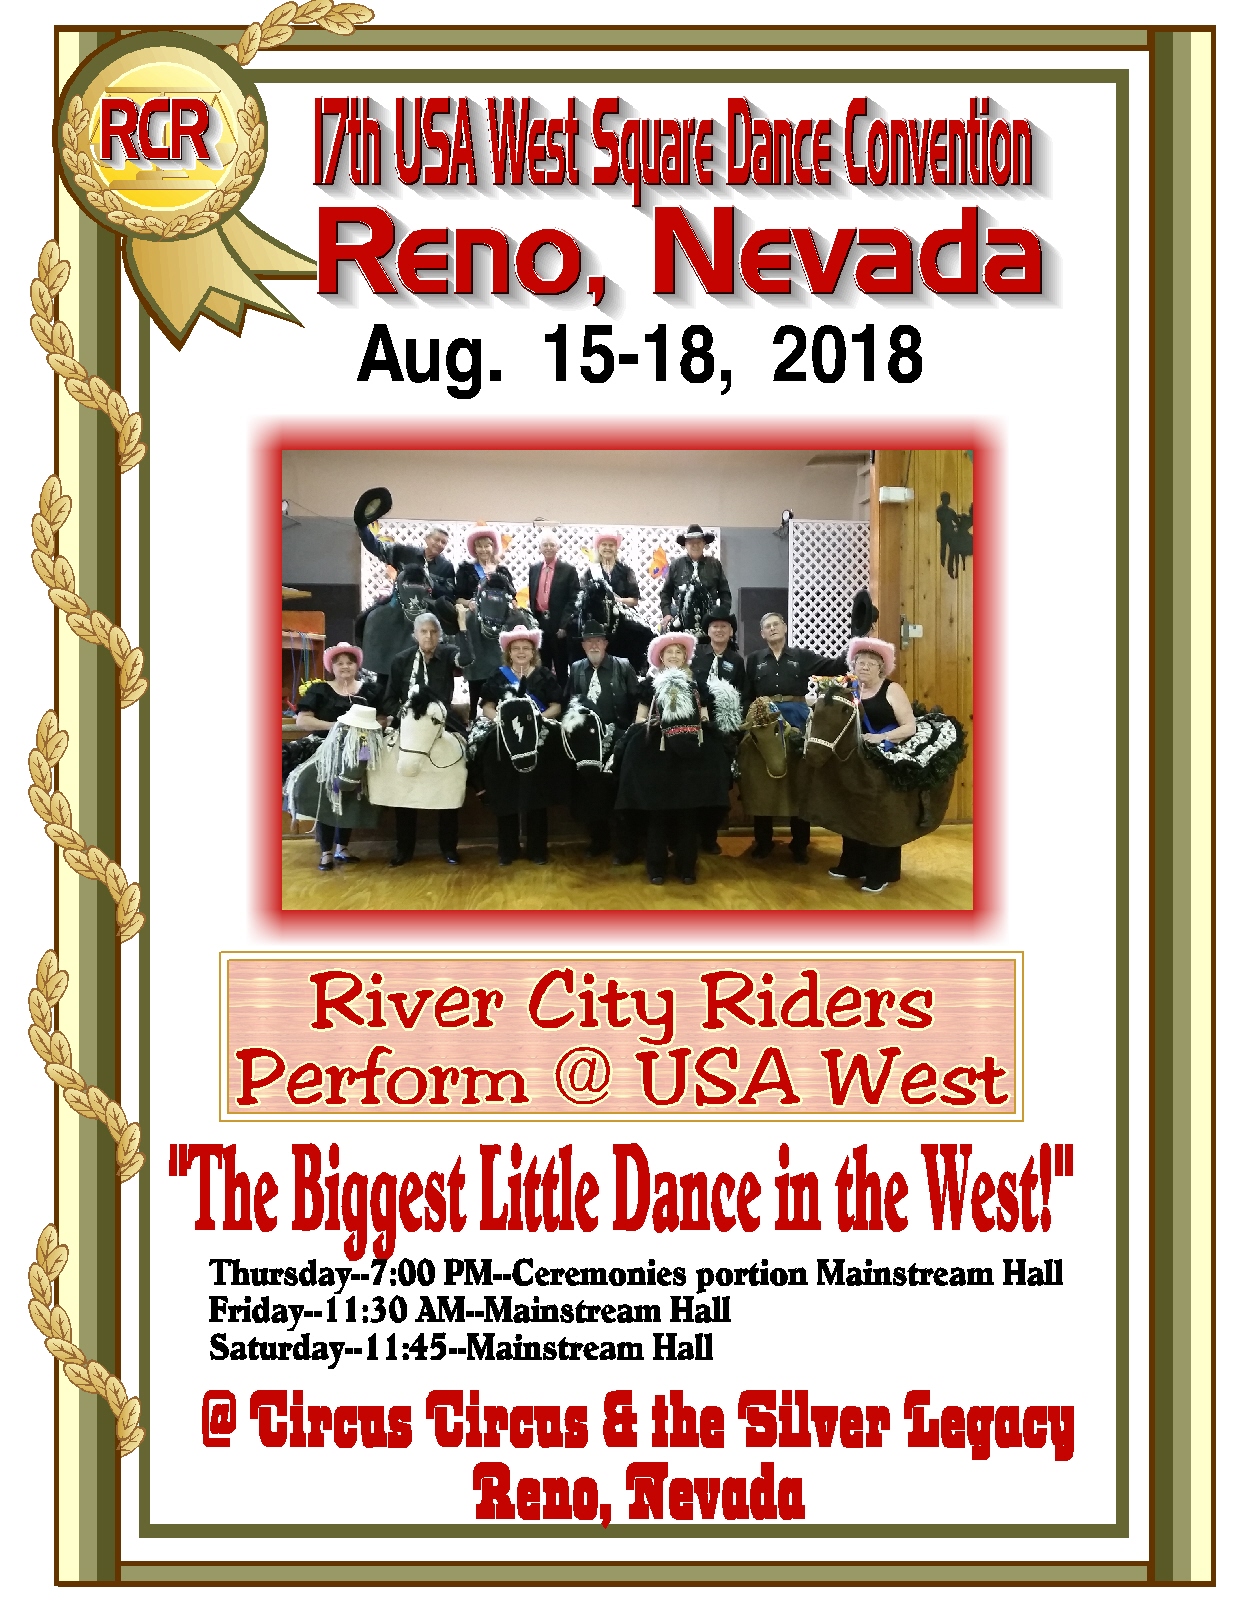 RCR
17th USA West Square Dance Convention
Reno, Nevada
Aug. 15-18, 2018
River City Riders
Perform @ USA West
"The Biggest Little Dance in the West!"
Thursday--7:00 PM--Ceremonies portion Mainstream Hall
Friday--11:30 AM--Mainstream Hall
Saturday--11:45--Mainstream Hall
@ Circus Circus & the Silver Legacy
Reno, Nevada